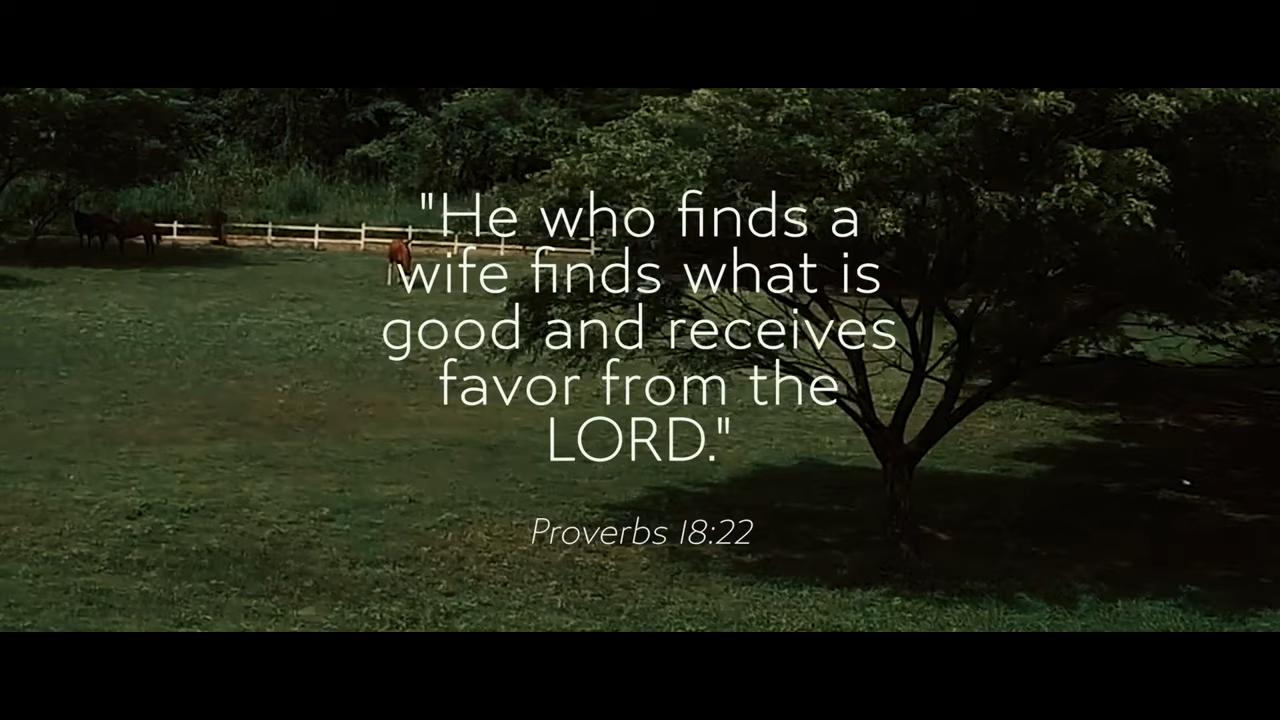 "He who finds a
wife finds what is
good and receives
favor from the
LORD."
Proverbs 18:22